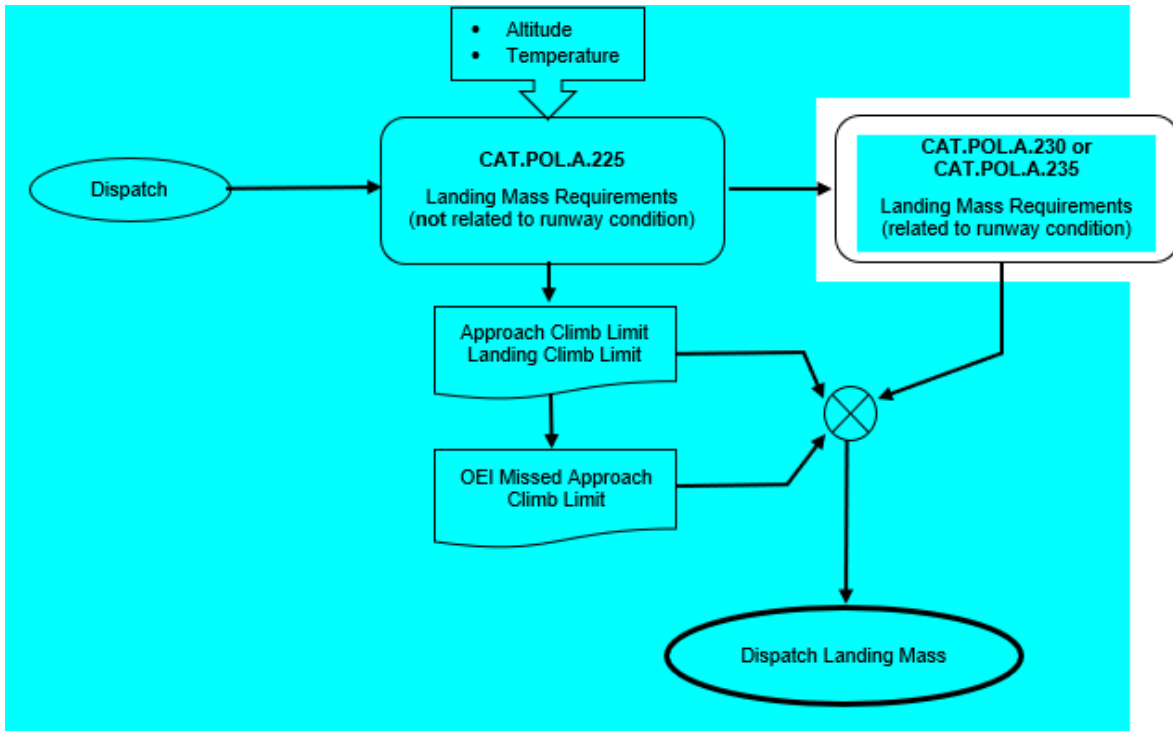 • Altitude
• Temperature
CAT.POL.A.225
Landing Mass Requirements
(not related to runway condition)
CAT.POL.A.230 or
CAT.POL.A.235
Landing Mass Requirements
(related to runway condition)
Dispatch
Approach Climb Limit
Landing Climb Limit
OEI Missed Approach
Climb Limit
Dispatch Landing Mass